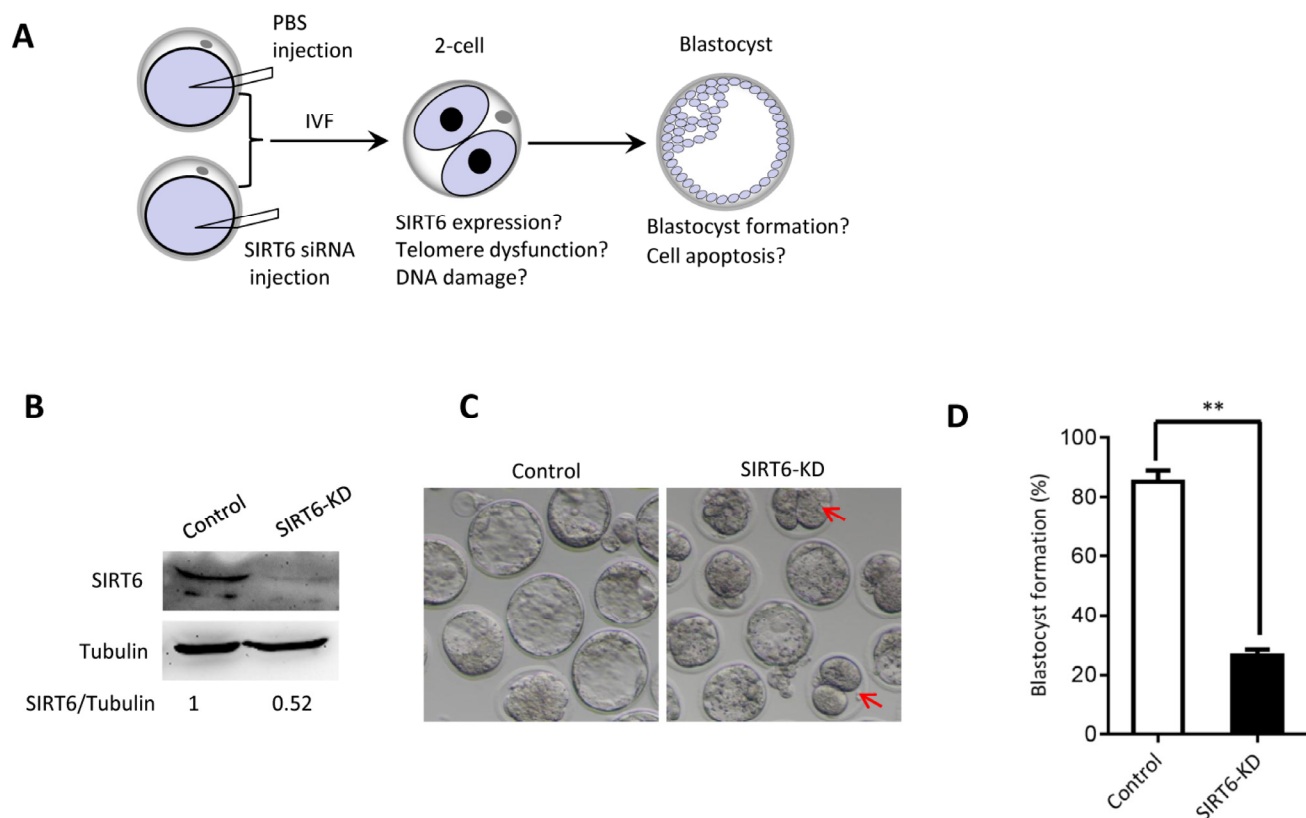 A
PBS
injection
SIRT6 siRNA
injection
IVF
2-cell
SIRT6 expression?
Telomere dysfunction?
DNA damage?
Blastocyst
Blastocyst formation?
Cell apoptosis?
B
Control
SIRT6-KD
SIRT6
Tubulin
SIRT6/Tubulin 1 0.52
C
Control
SIRT6-KD
D
**
Blastocyst formation (%)
100
80
60
40
20
0
Control
SIRT6-KD